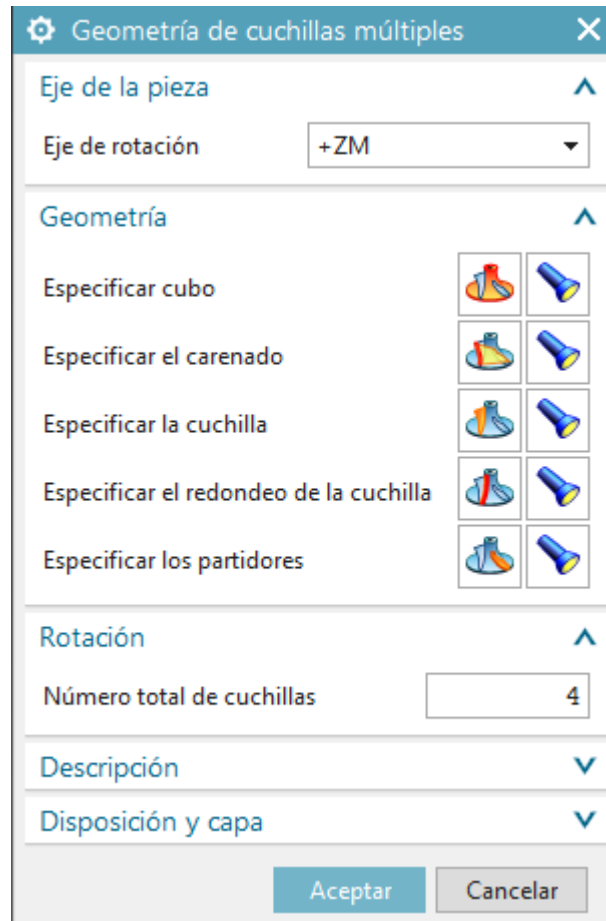 Geometría de cuchillas múltiples
Eje de la pieza
Eje de rotación +ZM
Geometría
Especificar cubo
Especificar el carenado
Especificar la cuchilla
Especificar el redondeo de la cuchilla
Especificar los partidores
Rotación
Número total de cuchillas 4
Descripción
Disposición y capa
Aceptar Cancelar